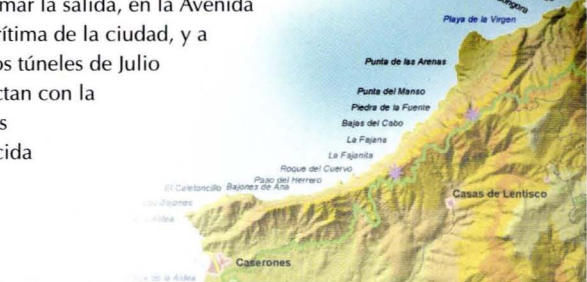 mar la salida, en la Avenida
rítima de la ciudad, y a
os túneles de Julio
ctan con la
s
cida
Playa de la Virgen
Punta de las Arenas
Punta del Manso
Piedra de la Fuente
Bajas del Cabo
La Fajana
La Fajanita
Roque del Cuervo
Paso del Herrero
El Caletoncillo Bajones de Ana
Casas de Lentisco
Caserones